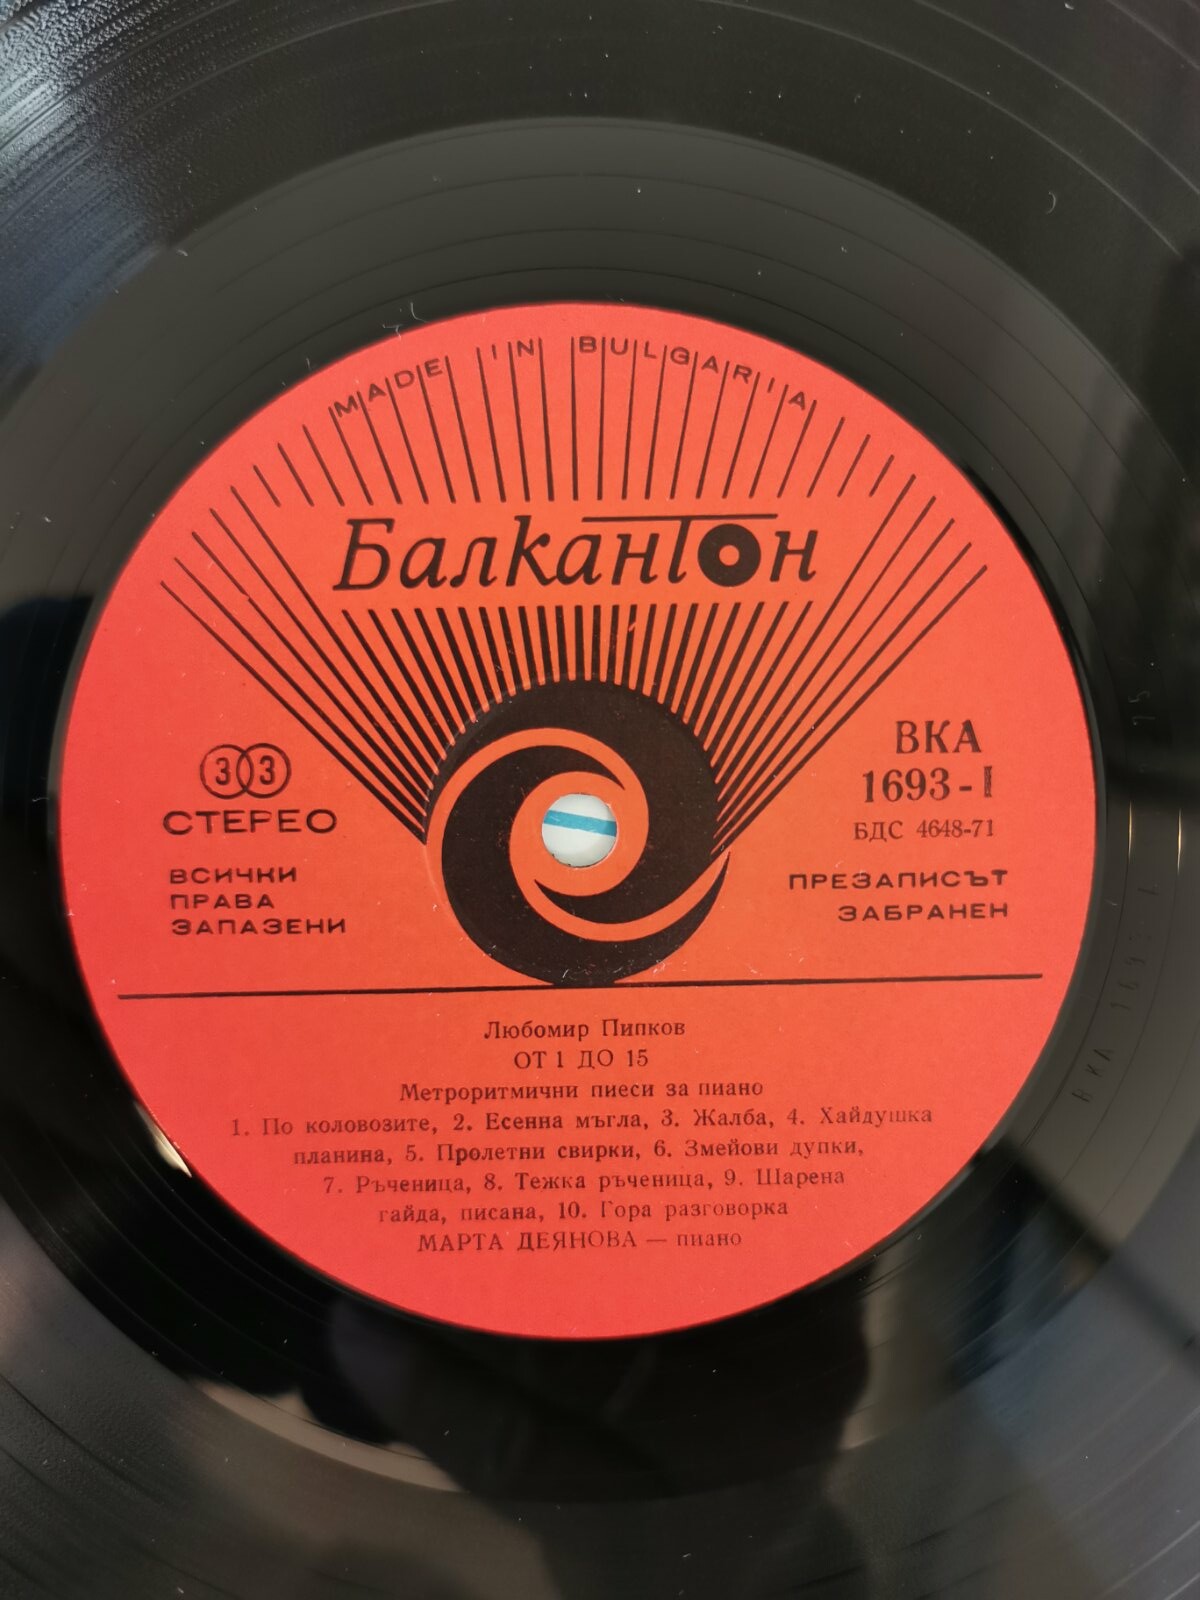 MADE IN BULGARIA
Балкантон
33
СТЕРЕО
ВСИЧКИ
ПРАВА
ЗАПАЗЕНИ
ВКА
1693-I
БДС 4648-71
ПРЕЗАПИСЪТ
ЗАБРАНЕН
Любомир Пипков
ОТ 1 ДО 15
Метроритмични пиеси за пиано
1. По коловозите, 2. Есенна мъгла, 3. Жалба, 4. Хайдушка
планина, 5. Пролетни свирки, 6. Змейови дупки,
7. Ръченица, 8. Тежка ръченица, 9. Шарена
гайда, писана, 10. Гора разговорка
МАРТА ДЕЯНОВА — пиано